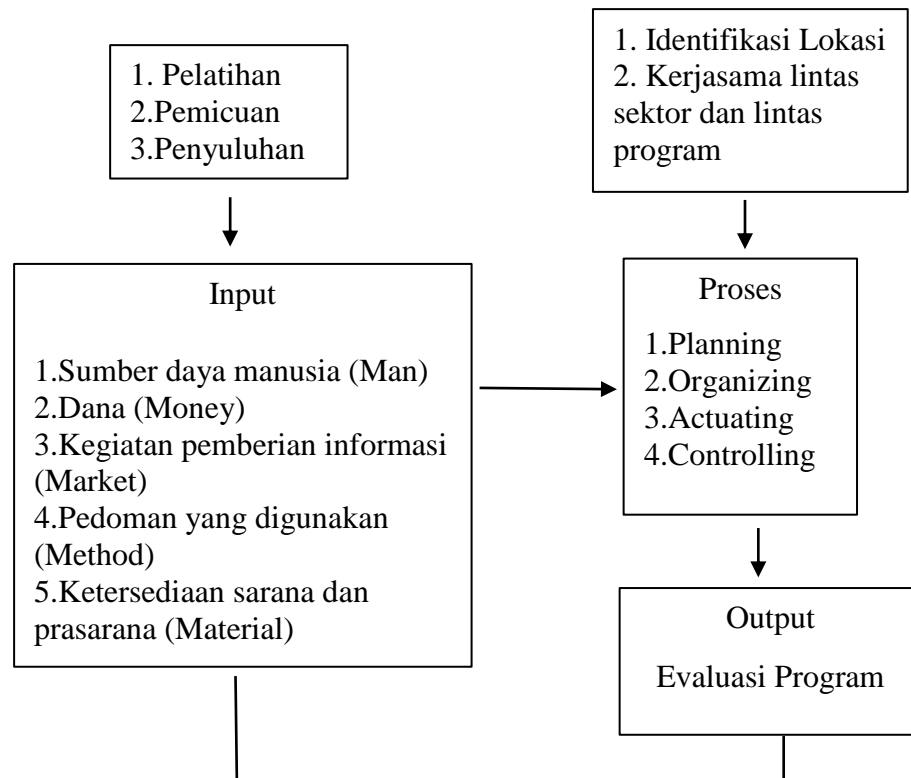 1. Pelatihan
2.Pemicuan
3.Penyuluhan
1. Identifikasi Lokasi
2. Kerjasama lintas
sektor dan lintas
program
Input
1.Sumber daya manusia (Man)
2.Dana (Money)
3.Kegiatan pemberian informasi
(Market)
4.Pedoman yang digunakan
(Method)
5.Ketersediaan sarana dan
prasarana (Material)
Proses
1.Planning
2.Organizing
3.Actuating
4.Controlling
Output
Evaluasi Program